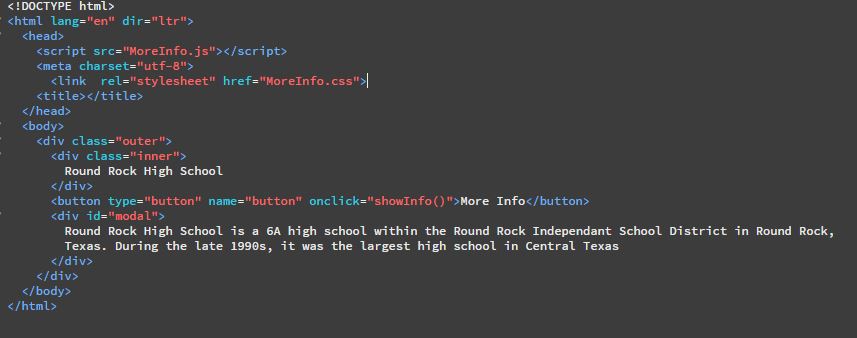 <!DOCTYPE html>
<html lang="en" dir="ltr">
  <head>
    <script src="MoreInfo.js"></script>
    <meta charset="utf-8">
      <link  rel="stylesheet" href="MoreInfo.css">
    <title></title>
  </head>
  <body>
    <div class="outer">
      <div class="inner">
        Round Rock High School
      </div>
      <button type="button" name="button" onclick="showInfo()">More Info</button>
      <div id="modal">
        Round Rock High School is a 6A high school within the Round Rock Independant School District in Round Rock,
        Texas. During the late 1990s, it was the largest high school in Central Texas
      </div>
    </div>
  </body>
</html>